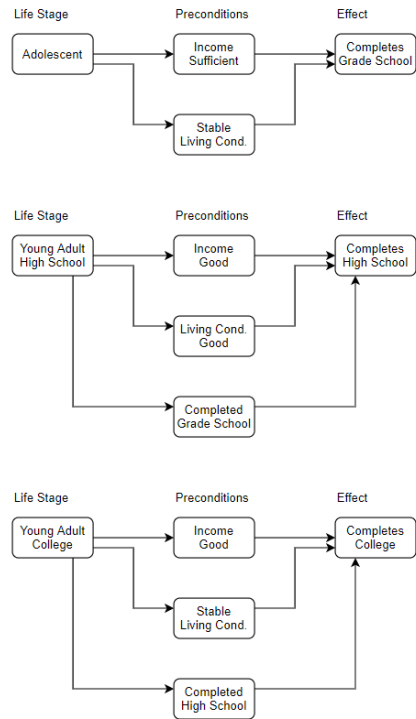 Life Stage Preconditions Effect
Adolescent
Income
Sufficient
Completes
Grade School
Stable
Living Cond.
Life Stage Preconditions Effect
Young Adult
High School
Income
Good
Completes
High School
Living Cond.
Good
Completed
Grade School
Life Stage Preconditions Effect
Young Adult
College
Income
Good
Completes
College
Stable
Living Cond.
Completed
High School